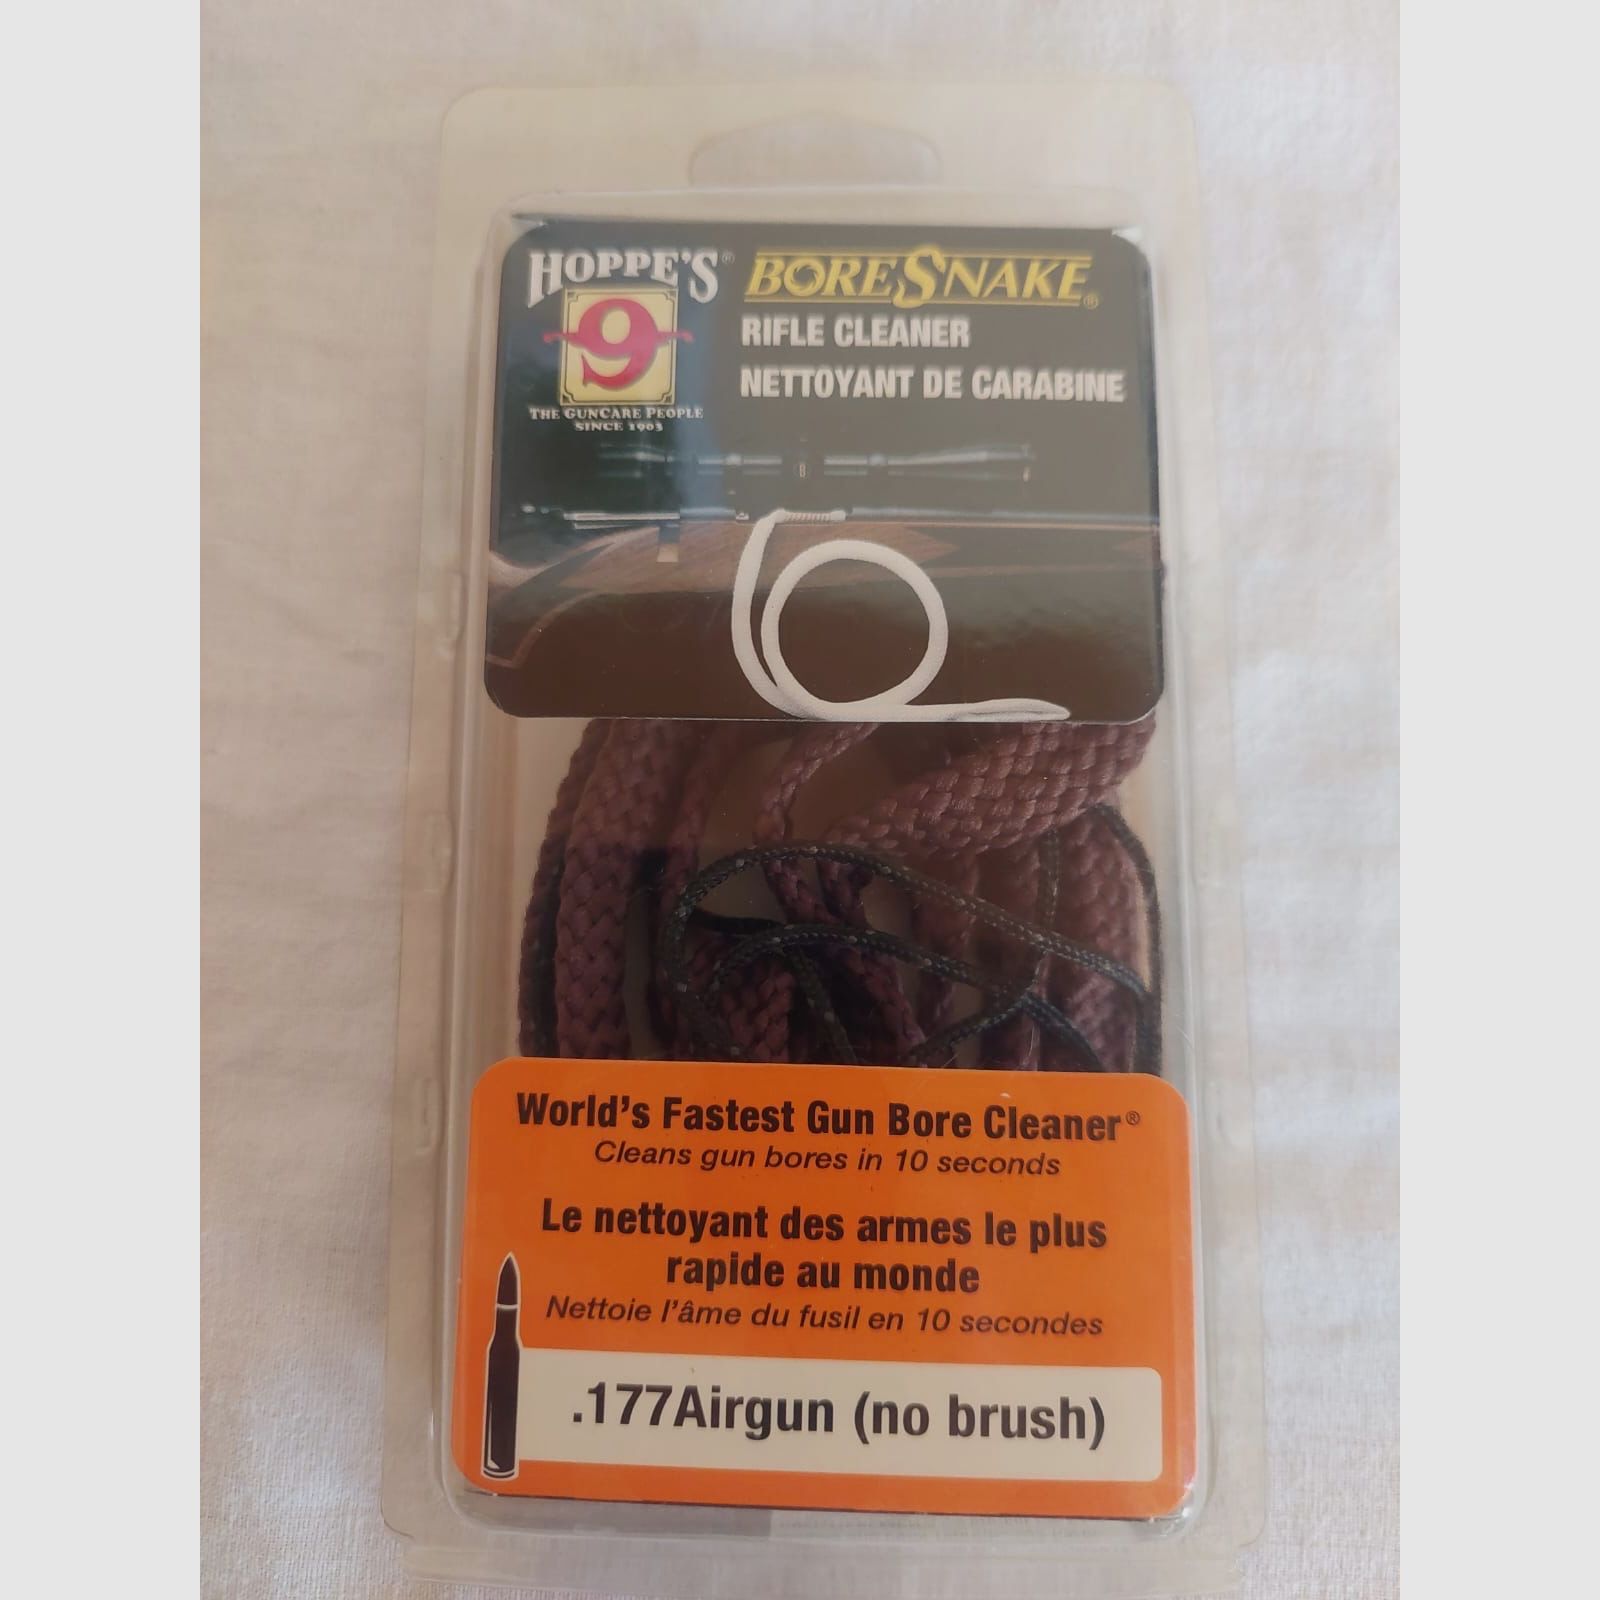 HOPPE'S®
9
THE GUNCARE PEOPLE
SINCE 1903
BORESNAKE®
RIFLE CLEANER
NETTOYANT DE CARABINE
World's Fastest Gun Bore Cleaner®
Cleans gun bores in 10 seconds
Le nettoyant des armes le plus
rapide au monde
Nettoie l'âme du fusil en 10 secondes
.177Airgun (no brush)